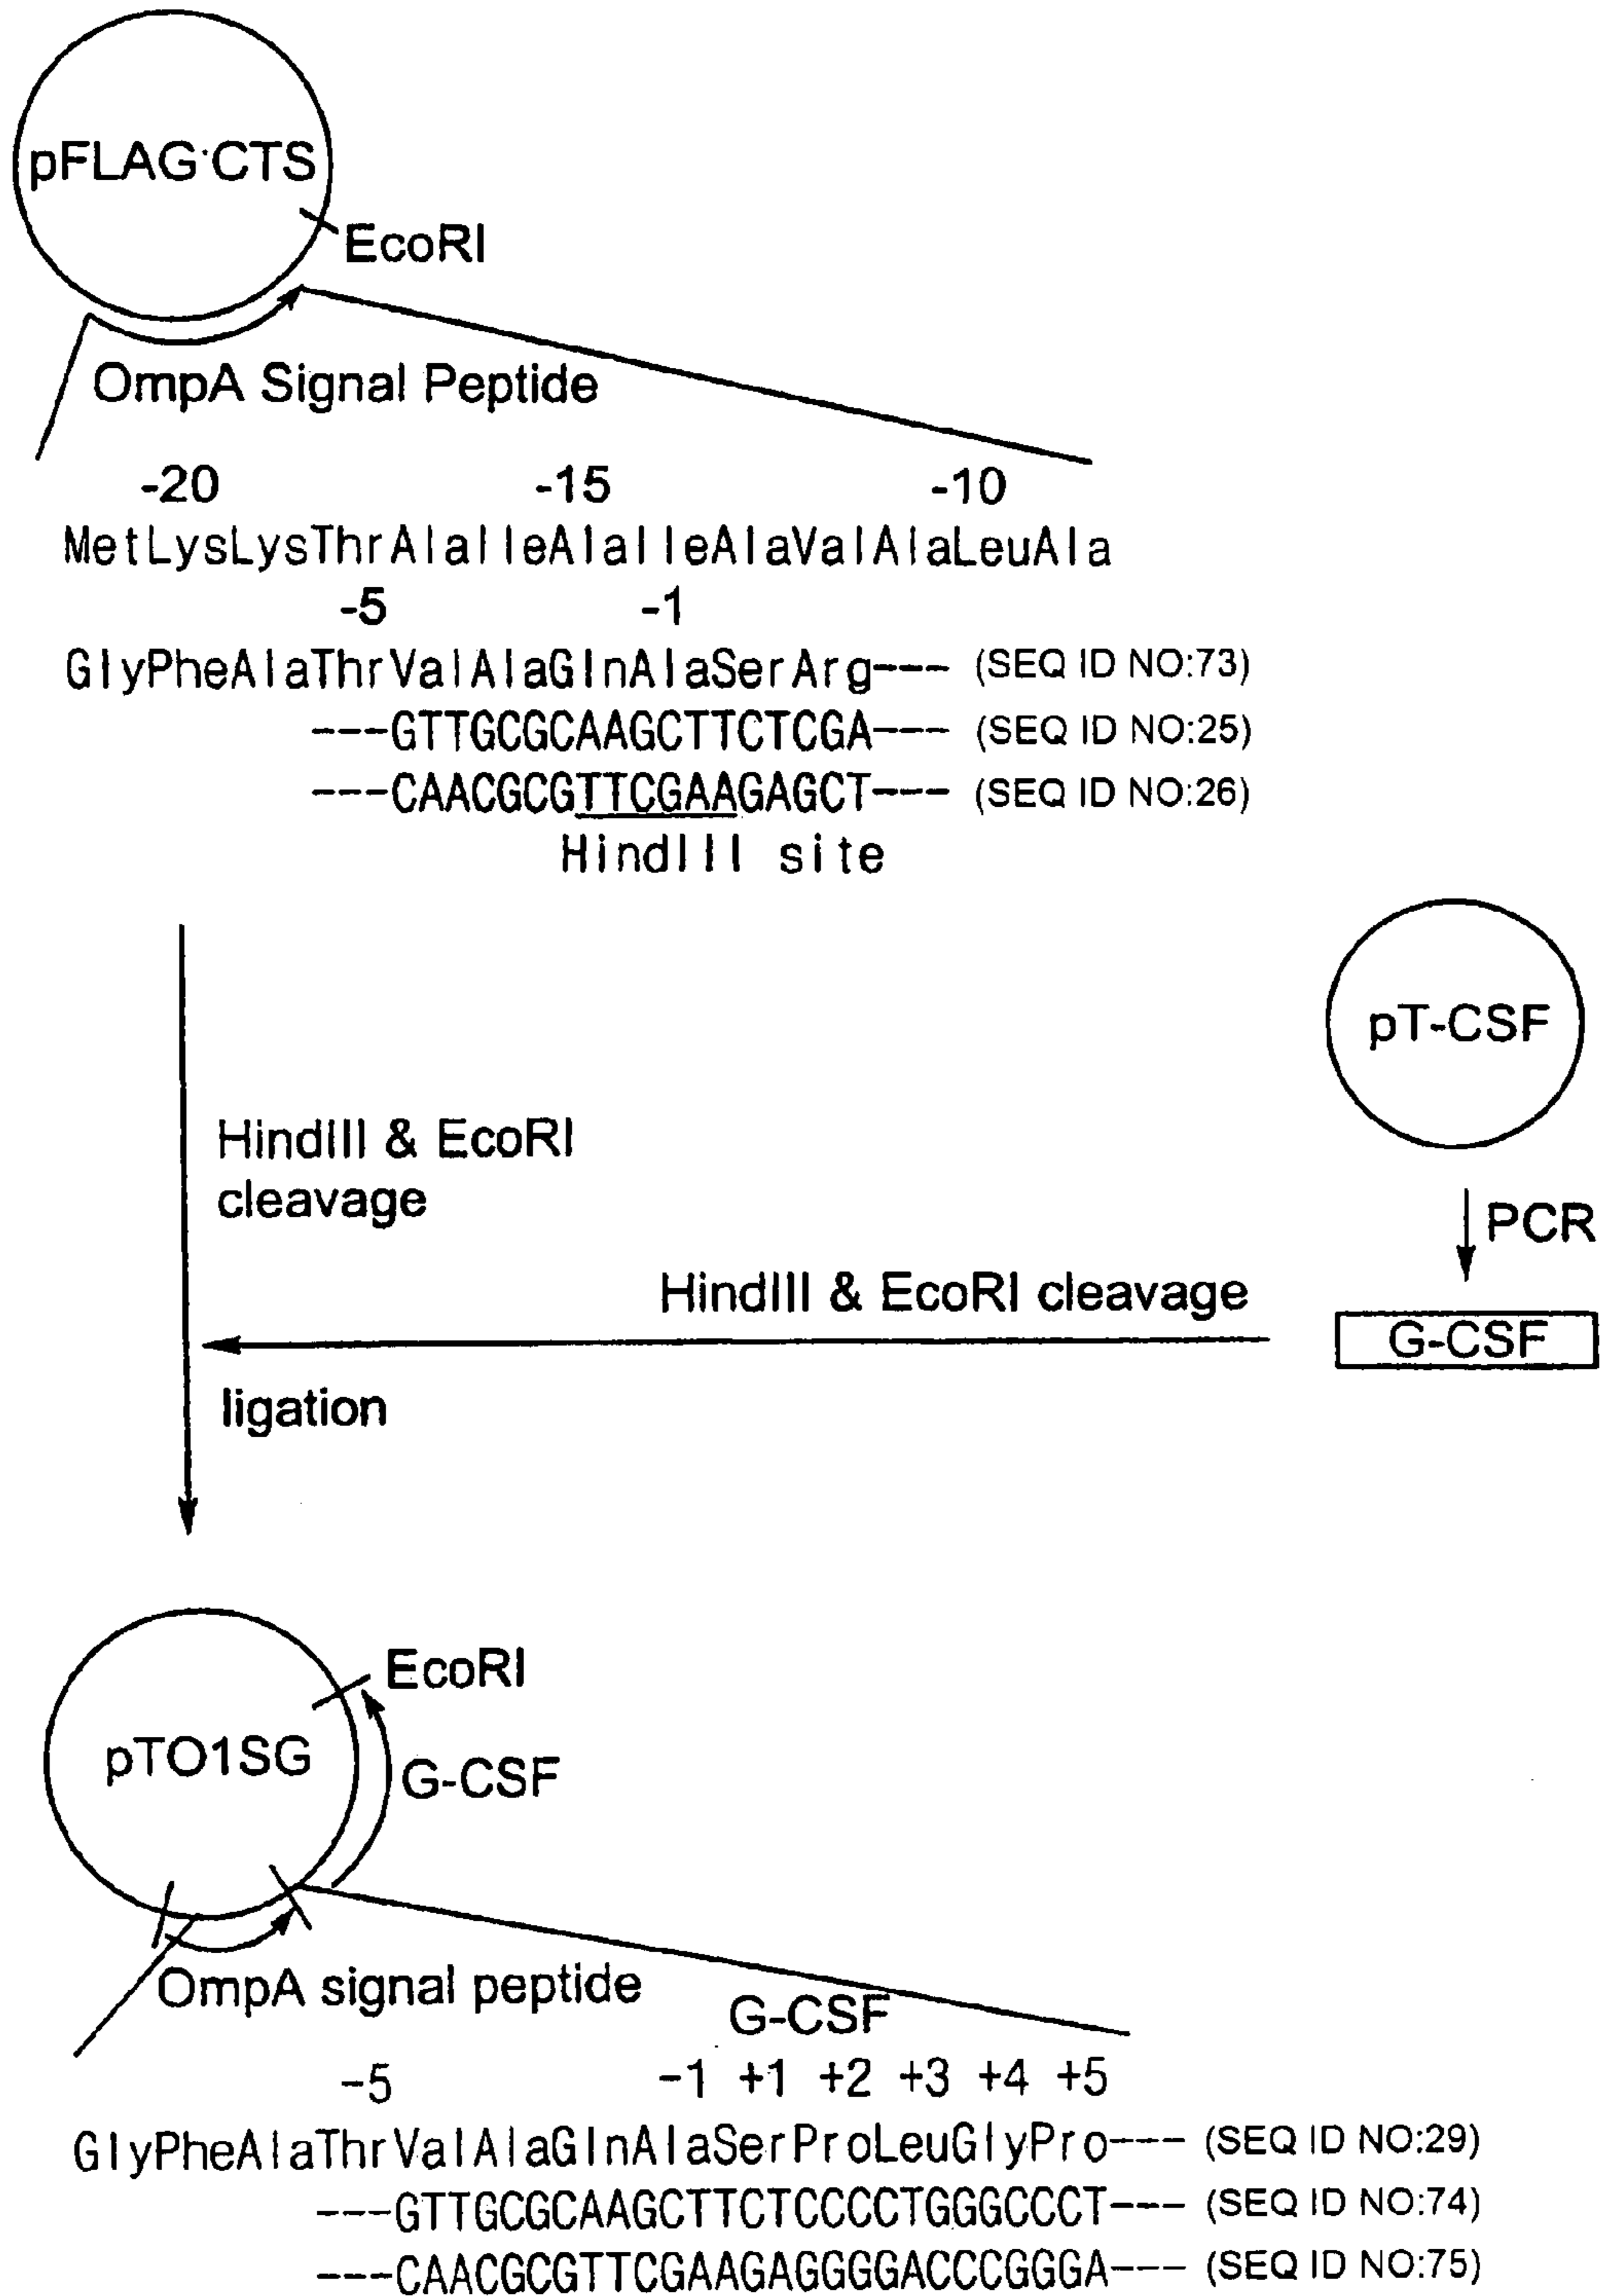 pFLAG·CTS
EcoRI
OmpA Signal Peptide
-20 -15 -10
MetLysLysThrAlaIleAlaIleAlaValAlaLeuAla
-5 -1
GlyPheAlaThrValAlaGlnAlaSerArg--- (SEQ ID NO:73)
---GTTGCGCAAGCTTCTCGA--- (SEQ ID NO:25)
---CAACGCGTTCGAAGAGCT--- (SEQ ID NO:26)
HindIII site
pT-CSF
HindIII & EcoRI
cleavage
PCR
HindIII & EcoRI cleavage
G-CSF
ligation
EcoRI
pTO1SG
G-CSF
OmpA signal peptide
G-CSF
-5 -1 +1 +2 +3 +4 +5
GlyPheAlaThrValAlaGlnAlaSerProLeuGlyPro--- (SEQ ID NO:29)
---GTTGCGCAAGCTTCTCCCCTGGGCCCT--- (SEQ ID NO:74)
---CAACGCGTTCGAAGAGGGGACCCGGGA--- (SEQ ID NO:75)